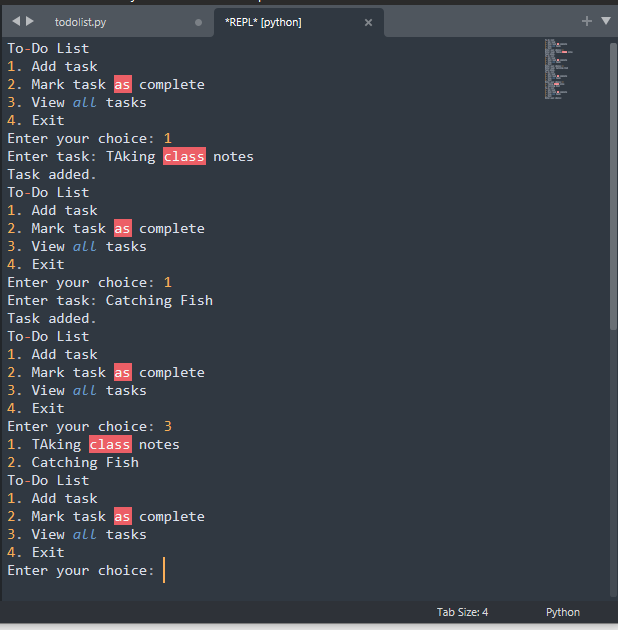 todolist.py
*REPL* [python]
To-Do List
1. Add task
2. Mark task as complete
3. View all tasks
4. Exit
Enter your choice: 1
Enter task: TAking class notes
Task added.
To-Do List
1. Add task
2. Mark task as complete
3. View all tasks
4. Exit
Enter your choice: 1
Enter task: Catching Fish
Task added.
To-Do List
1. Add task
2. Mark task as complete
3. View all tasks
4. Exit
Enter your choice: 3
1. TAking class notes
2. Catching Fish
To-Do List
1. Add task
2. Mark task as complete
3. View all tasks
4. Exit
Enter your choice:
Tab Size: 4
Python